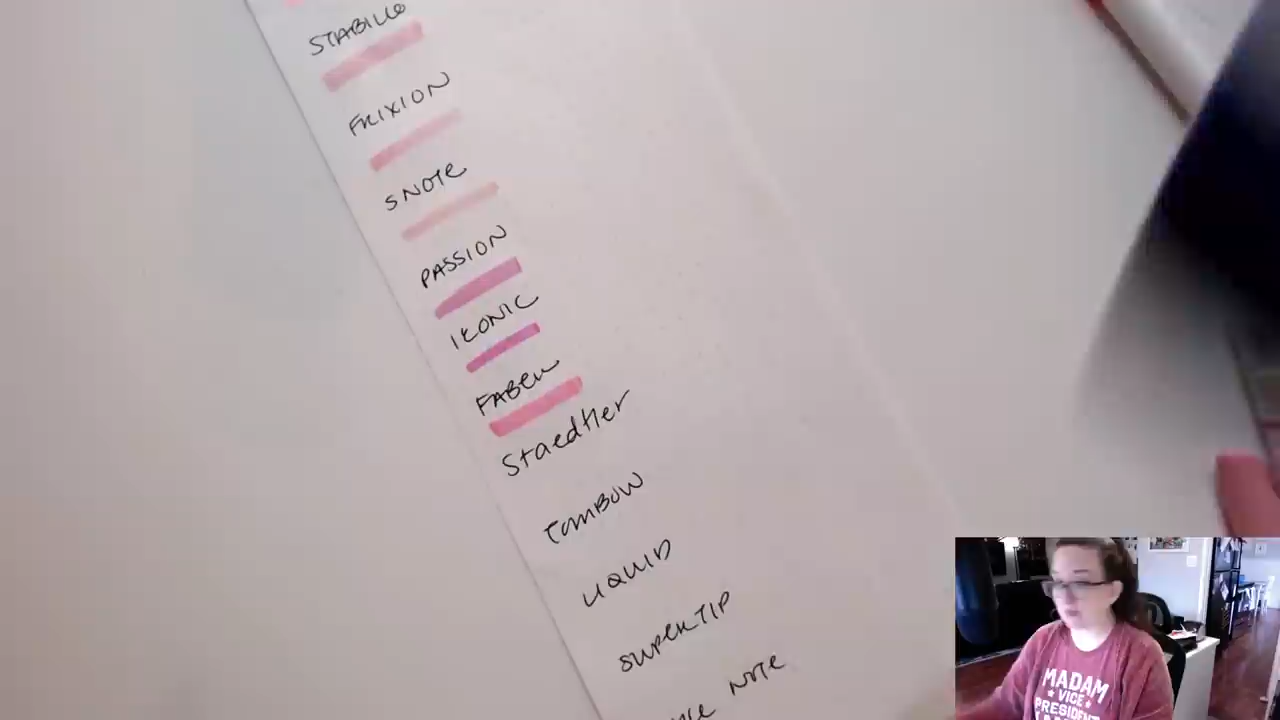 STABILO
FRIXION
SNOTE
PASSION
ICONIC
FABER
Staedtler
TOMBOW
LIQUID
SUPERTIP
NOTE
MADAM
VICE
PRESIDENT